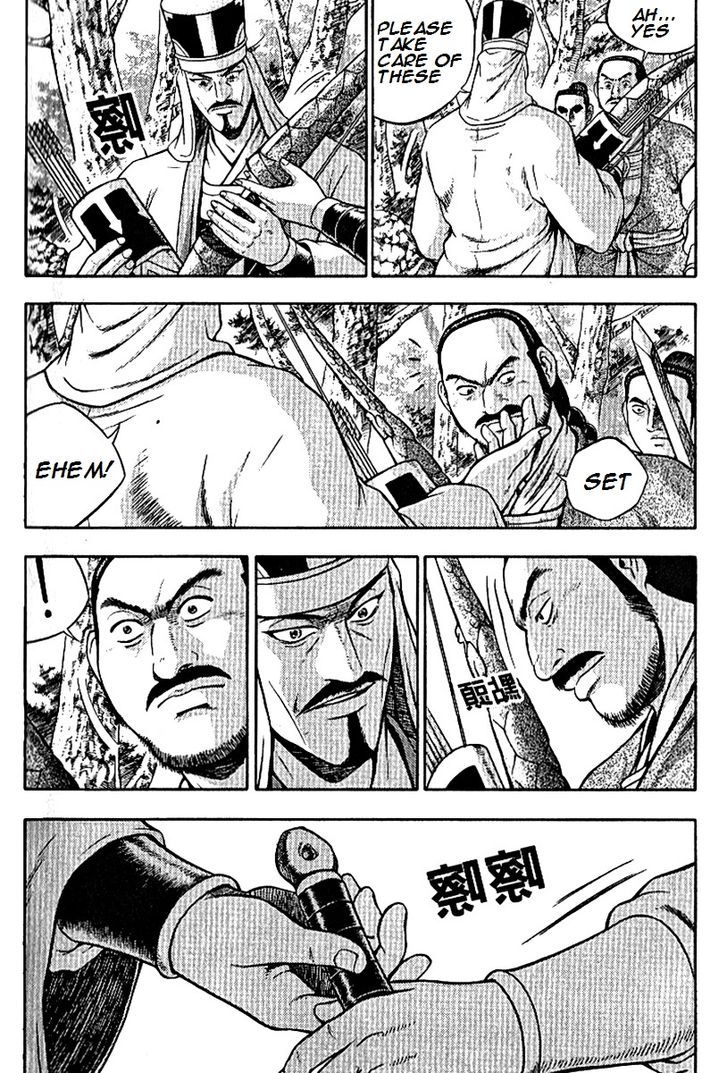 AH...
YES
PLEASE
TAKE
CARE OF
THESE
SET
EHEM!
!